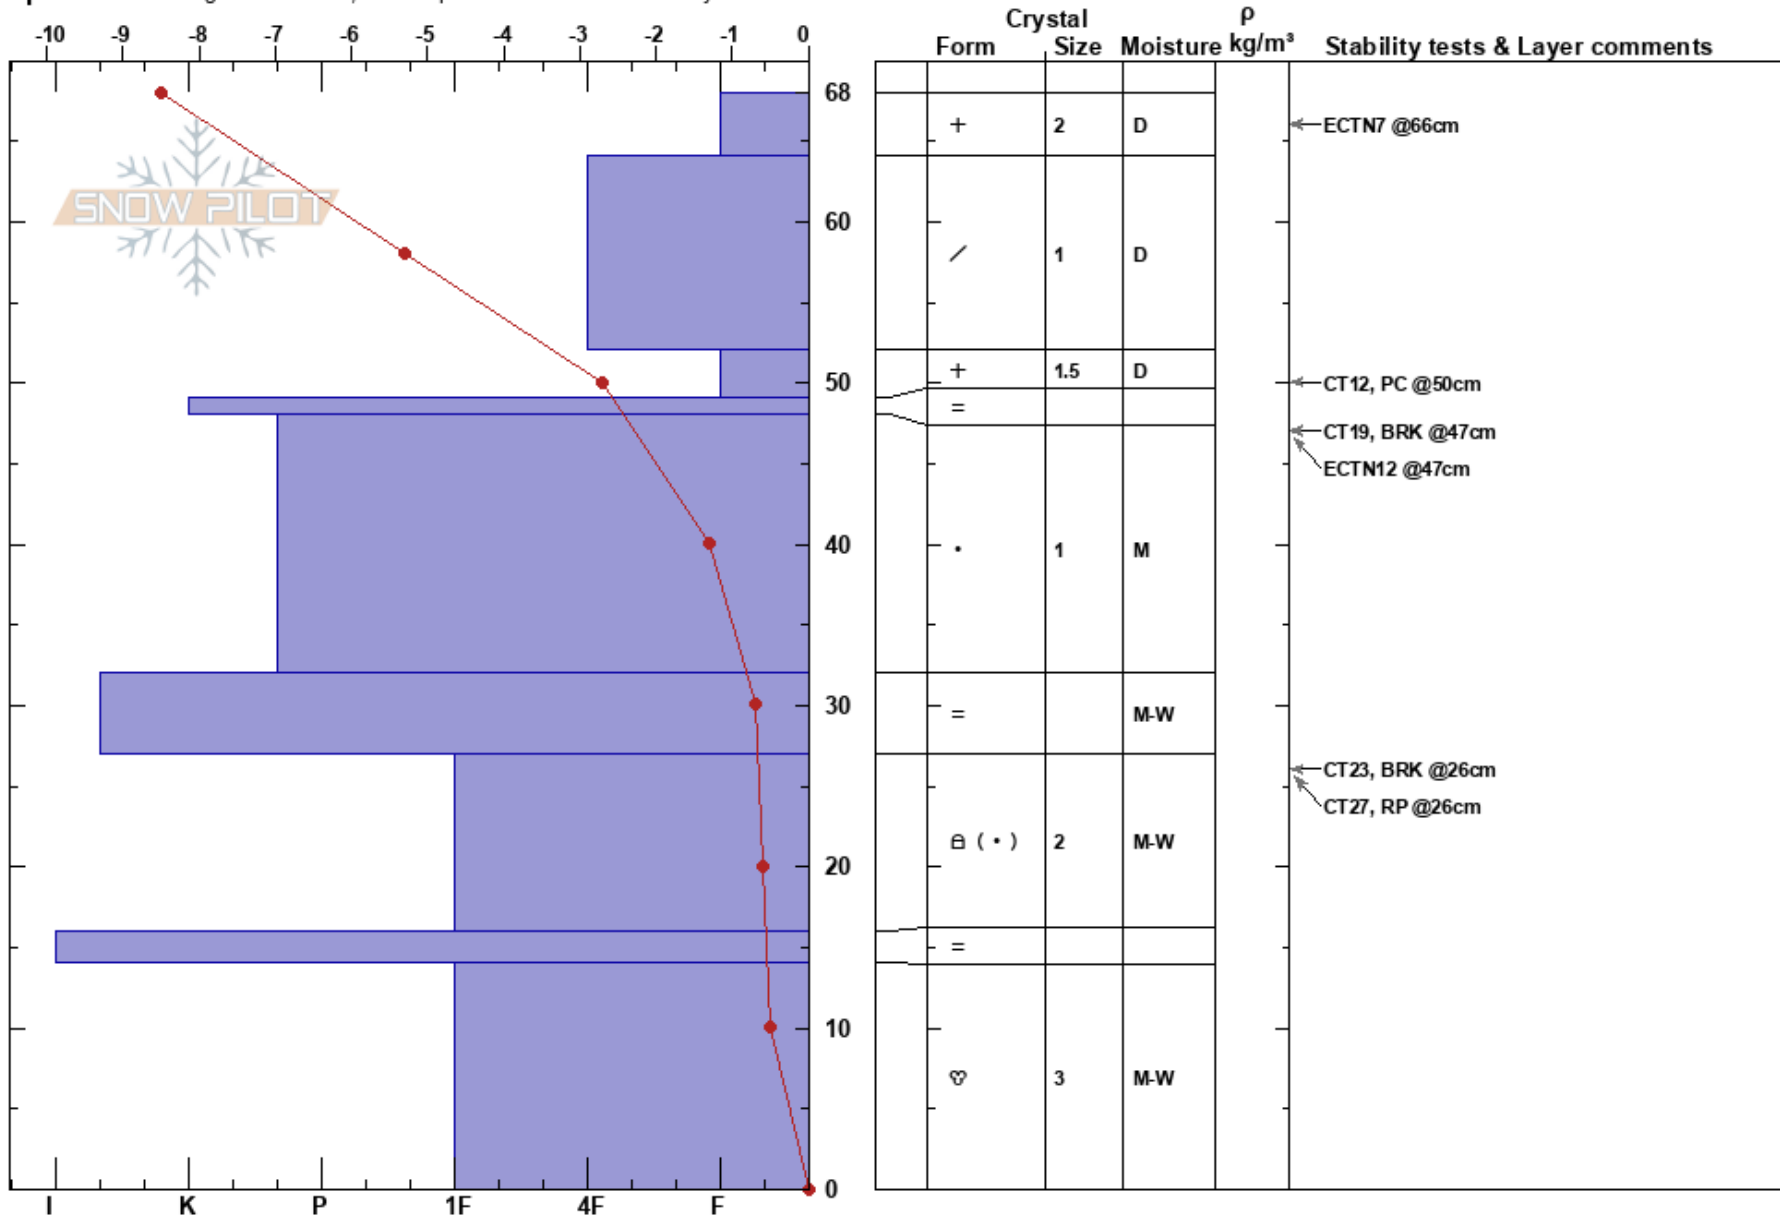 -10 -9 -8 -7 -6 -5 -4 -3 -2 -1 0
Crystal
Form Size Moisture ρ kg/m³ Stability tests & Layer comments
68
+ 2 D
ECTN7 @66cm
SNOW PILOT
60
/ 1 D
+ 1.5 D
50
CT12, PC @50cm
=
CT19, BRK @47cm
ECTN12 @47cm
40
• 1 M
30
= M-W
CT23, BRK @26cm
CT27, RP @26cm
( • ) 2 M-W
20
=
10
3 M-W
0
I K P 1F 4F F